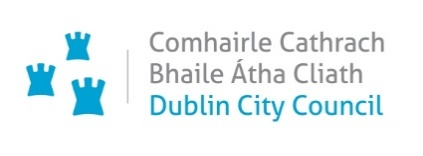 Comhairle Cathrach
Bhaile Átha Cliath
Dublin City Council